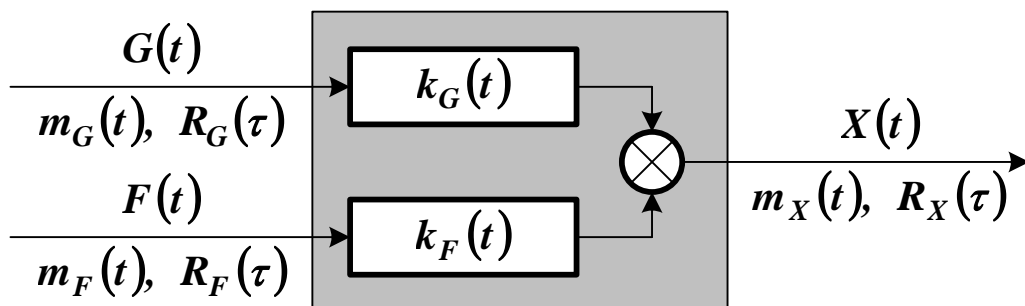 G(t)
m_G(t), R_G(τ)
k_G(t)
X(t)
m_X(t), R_X(τ)
F(t)
m_F(t), R_F(τ)
k_F(t)